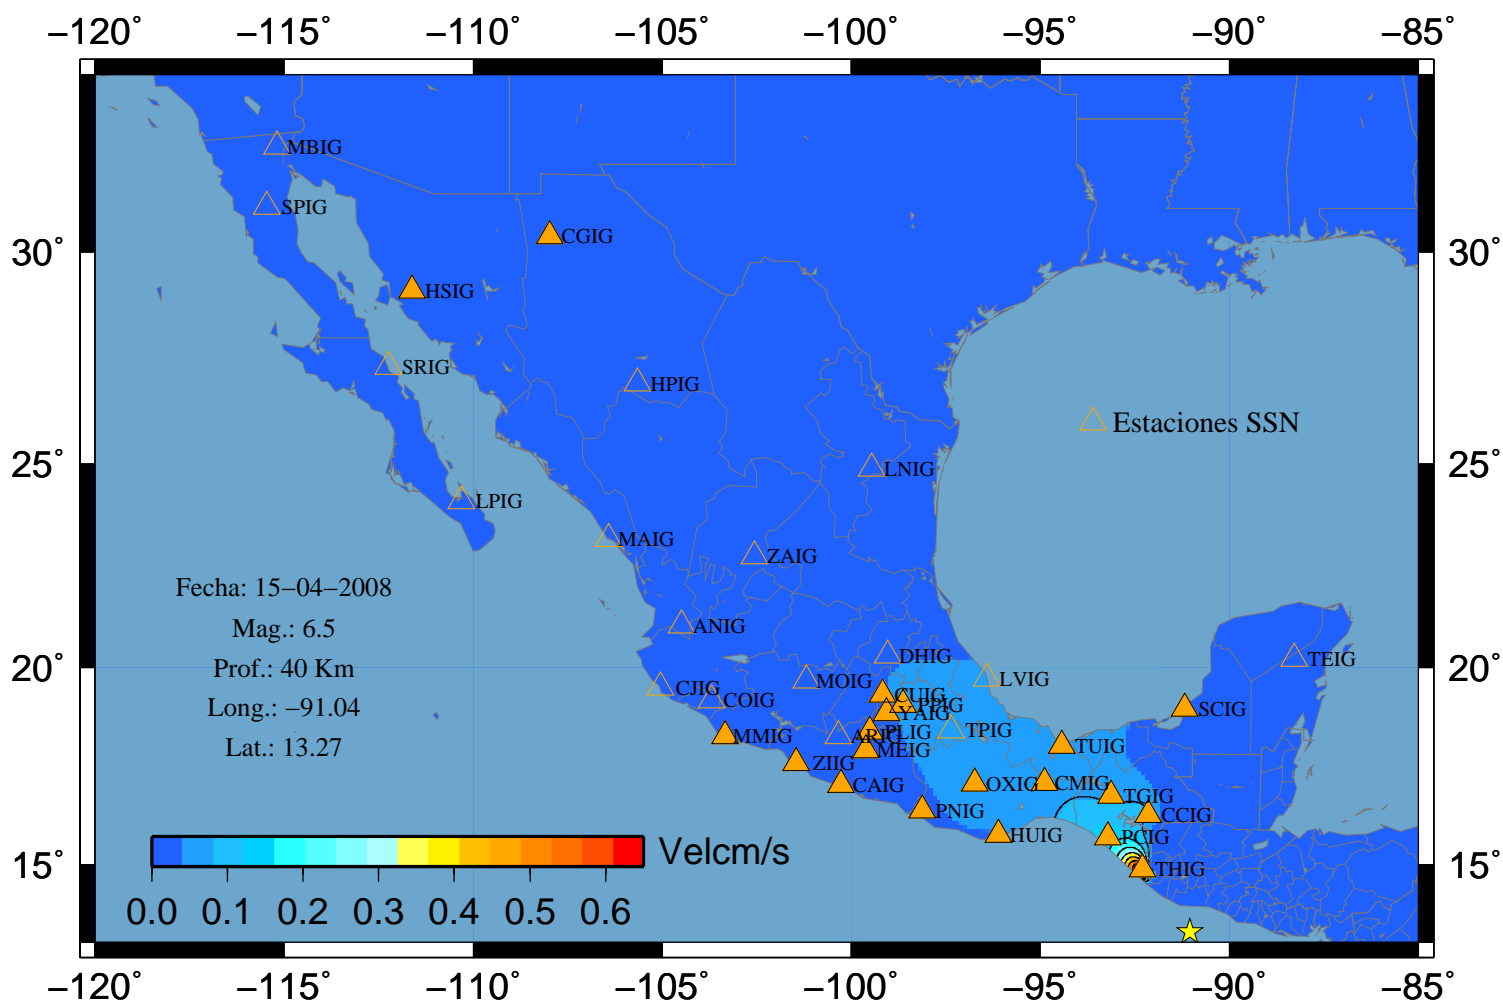 −120° −115° −110° −105° −100° −95° −90° −85°
MBIG
SPIG
CGIG
30° 30°
HSIG
SRIG
HPIG
Estaciones SSN
25° LNIG 25°
LPIG
MAIG
ZAIG
Fecha: 15−04−2008
Mag.: 6.5
ANIG
DHIG
TEIG
Prof.: 40 Km
20° 20°
MOIG
LVIG
CJIG
COIG
CUIG
PPIG
YAIG
Long.: −91.04
SCIG
MMIG
ARIG
PLIG
TPIG
Lat.: 13.27
MEIG
TUIG
ZIIG
CAIG
OXIG
CMIG
TGIG
PNIG
CCIG
HUIG
PCIG
Velcm/s
15° THIG 15°
0.0 0.1 0.2 0.3 0.4 0.5 0.6
−120° −115° −110° −105° −100° −95° −90° −85°